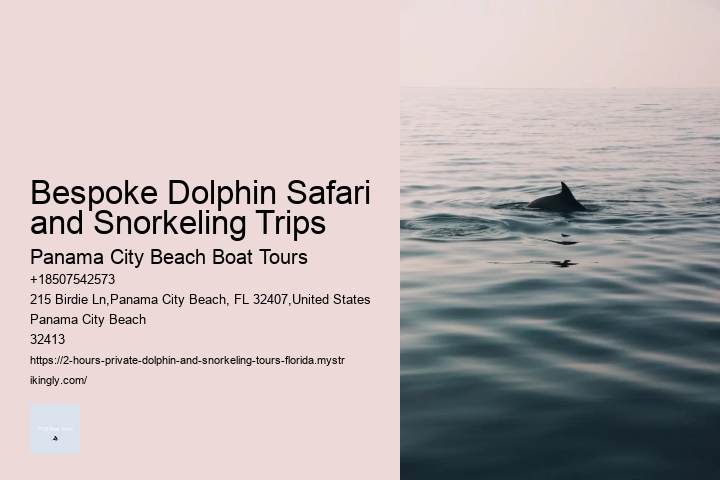 Bespoke Dolphin Safari
and Snorkeling Trips
Panama City Beach Boat Tours
+18507542573
215 Birdie Ln,Panama City Beach, FL 32407,United States
Panama City Beach
32413
https://2-hours-private-dolphin-and-snorkeling-tours-florida.mystr
ikingly.com/